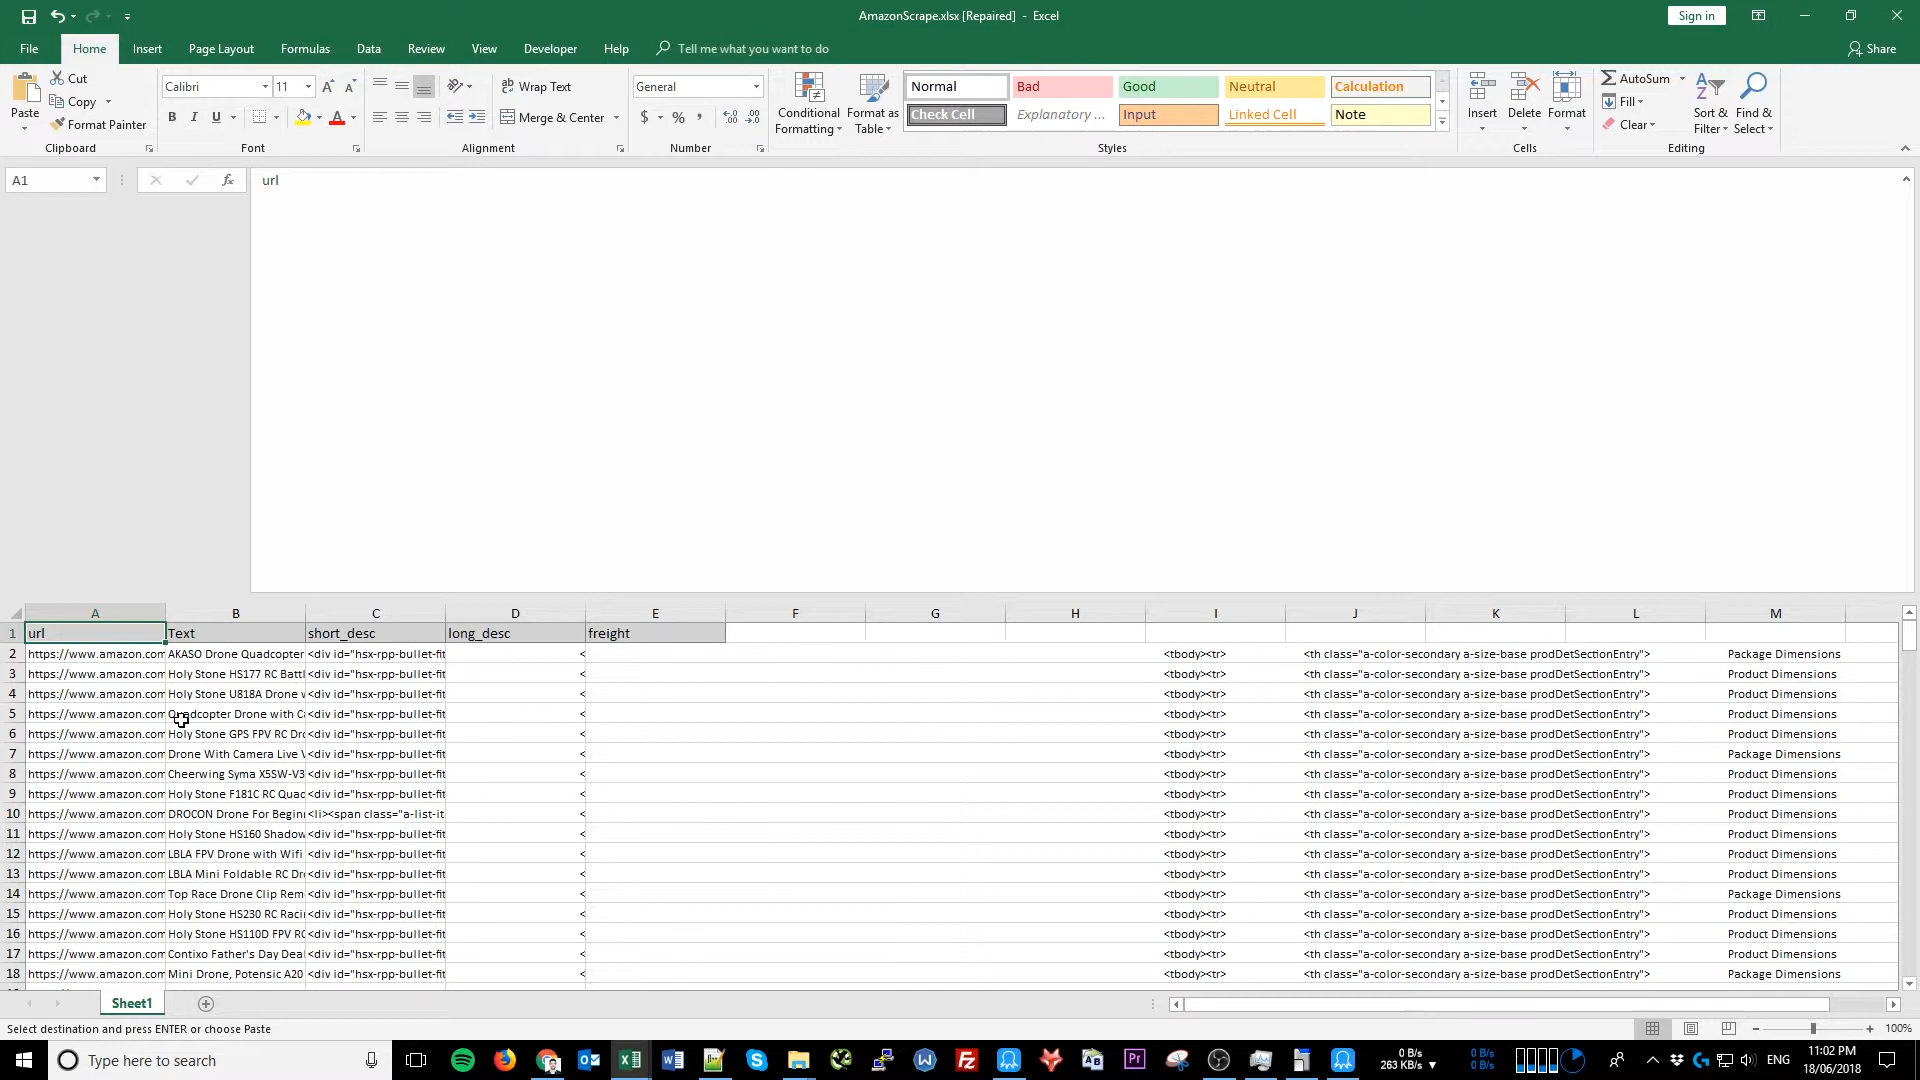 AmazonScrape.xlsx [Repaired] - Excel
Sign in
File Home Insert Page Layout Formulas Data Review View Developer Help Tell me what you want to do
Share
Cut
Copy
Format Painter
Paste
Clipboard
Calibri 11
B I U
Font
Wrap Text
Merge & Center
Alignment
General
$ % ,
Number
Conditional Formatting
Format as Table
Normal Bad Good Neutral Calculation
Check Cell Explanatory ... Input Linked Cell Note
Styles
Insert Delete Format
Cells
AutoSum
Fill
Clear
Sort & Filter
Find & Select
Editing
A1 fx url
A B C D E F G H I J K L M
1 url Text short_desc long_desc freight
2 https://www.amazon.com AKASO Drone Quadcopter <div id="hsx-rpp-bullet-fit < <tbody><tr> <th class="a-color-secondary a-size-base prodDetSectionEntry"> Package Dimensions
3 https://www.amazon.com Holy Stone HS177 RC Battl <div id="hsx-rpp-bullet-fit < <tbody><tr> <th class="a-color-secondary a-size-base prodDetSectionEntry"> Product Dimensions
4 https://www.amazon.com Holy Stone U818A Drone w <div id="hsx-rpp-bullet-fit < <tbody><tr> <th class="a-color-secondary a-size-base prodDetSectionEntry"> Product Dimensions
5 https://www.amazon.com Quadcopter Drone with Ca <div id="hsx-rpp-bullet-fit < <tbody><tr> <th class="a-color-secondary a-size-base prodDetSectionEntry"> Product Dimensions
6 https://www.amazon.com Holy Stone GPS FPV RC Dro <div id="hsx-rpp-bullet-fit < <tbody><tr> <th class="a-color-secondary a-size-base prodDetSectionEntry"> Product Dimensions
7 https://www.amazon.com Drone With Camera Live V <div id="hsx-rpp-bullet-fit < <tbody><tr> <th class="a-color-secondary a-size-base prodDetSectionEntry"> Package Dimensions
8 https://www.amazon.com Cheerwing Syma X5SW-V3 <div id="hsx-rpp-bullet-fit < <tbody><tr> <th class="a-color-secondary a-size-base prodDetSectionEntry"> Product Dimensions
9 https://www.amazon.com Holy Stone F181C RC Quad <div id="hsx-rpp-bullet-fit < <tbody><tr> <th class="a-color-secondary a-size-base prodDetSectionEntry"> Product Dimensions
10 https://www.amazon.com DROCON Drone For Begin <li><span class="a-list-it < <tbody><tr> <th class="a-color-secondary a-size-base prodDetSectionEntry"> Product Dimensions
11 https://www.amazon.com Holy Stone HS160 Shadow <div id="hsx-rpp-bullet-fit < <tbody><tr> <th class="a-color-secondary a-size-base prodDetSectionEntry"> Product Dimensions
12 https://www.amazon.com LBLA FPV Drone with Wifi <div id="hsx-rpp-bullet-fit < <tbody><tr> <th class="a-color-secondary a-size-base prodDetSectionEntry"> Product Dimensions
13 https://www.amazon.com LBLA Mini Foldable RC Dro <div id="hsx-rpp-bullet-fit < <tbody><tr> <th class="a-color-secondary a-size-base prodDetSectionEntry"> Product Dimensions
14 https://www.amazon.com Top Race Drone Clip Rem <div id="hsx-rpp-bullet-fit < <tbody><tr> <th class="a-color-secondary a-size-base prodDetSectionEntry"> Package Dimensions
15 https://www.amazon.com Holy Stone HS230 RC Raci <div id="hsx-rpp-bullet-fit < <tbody><tr> <th class="a-color-secondary a-size-base prodDetSectionEntry"> Product Dimensions
16 https://www.amazon.com Holy Stone HS110D FPV RC <div id="hsx-rpp-bullet-fit < <tbody><tr> <th class="a-color-secondary a-size-base prodDetSectionEntry"> Product Dimensions
17 https://www.amazon.com Contixo Father's Day Deal <div id="hsx-rpp-bullet-fit < <tbody><tr> <th class="a-color-secondary a-size-base prodDetSectionEntry"> Product Dimensions
18 https://www.amazon.com Mini Drone, Potensic A20 <div id="hsx-rpp-bullet-fit < <tbody><tr> <th class="a-color-secondary a-size-base prodDetSectionEntry"> Package Dimensions
Sheet1
Select destination and press ENTER or choose Paste
100%
Type here to search
0 B/s
263 KB/s
0 B/s
0 B/s
ENG
11:02 PM
18/06/2018